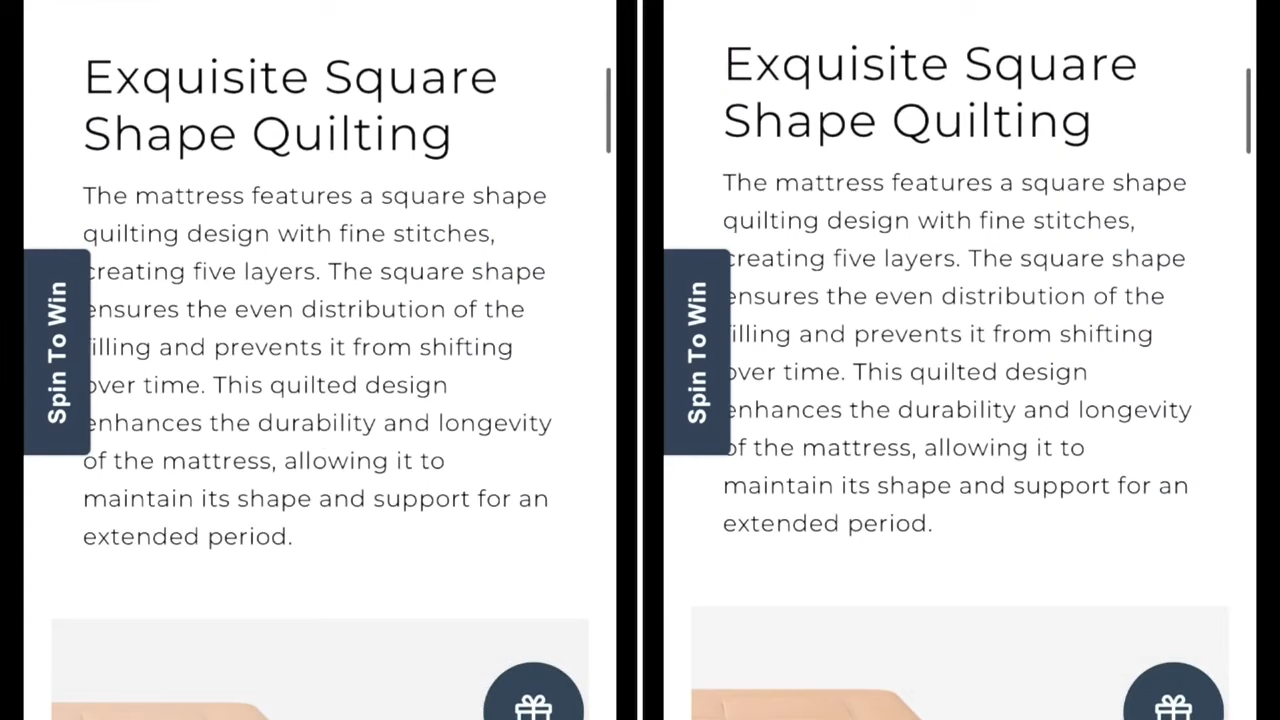 Exquisite Square
Shape Quilting
The mattress features a square shape
quilting design with fine stitches,
creating five layers. The square shape
ensures the even distribution of the
filling and prevents it from shifting
over time. This quilted design
enhances the durability and longevity
of the mattress, allowing it to
maintain its shape and support for an
extended period.
Spin To Win
Exquisite Square
Shape Quilting
The mattress features a square shape
quilting design with fine stitches,
creating five layers. The square shape
ensures the even distribution of the
filling and prevents it from shifting
over time. This quilted design
enhances the durability and longevity
of the mattress, allowing it to
maintain its shape and support for an
extended period.
Spin To Win